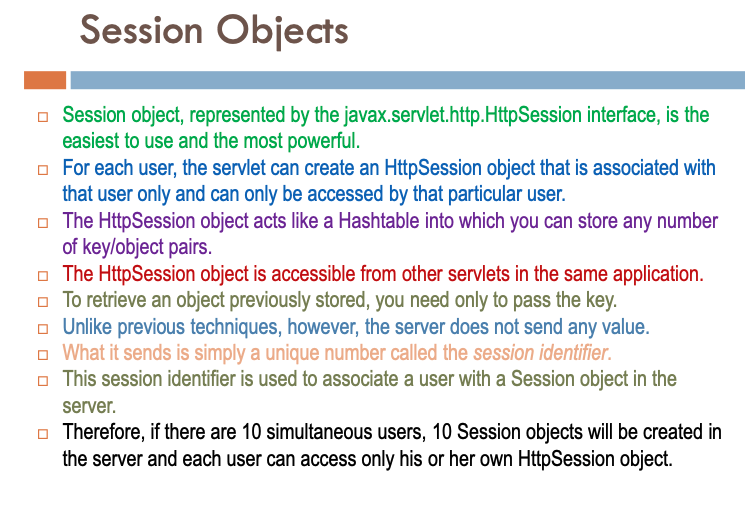 Session Objects
Session object, represented by the javax.servlet.http.HttpSession interface, is the
easiest to use and the most powerful.
For each user, the servlet can create an HttpSession object that is associated with
that user only and can only be accessed by that particular user.
The HttpSession object acts like a Hashtable into which you can store any number
of key/object pairs.
The HttpSession object is accessible from other servlets in the same application.
To retrieve an object previously stored, you need only to pass the key.
Unlike previous techniques, however, the server does not send any value.
What it sends is simply a unique number called the session identifier.
This session identifier is used to associate a user with a Session object in the
server.
Therefore, if there are 10 simultaneous users, 10 Session objects will be created in
the server and each user can access only his or her own HttpSession object.